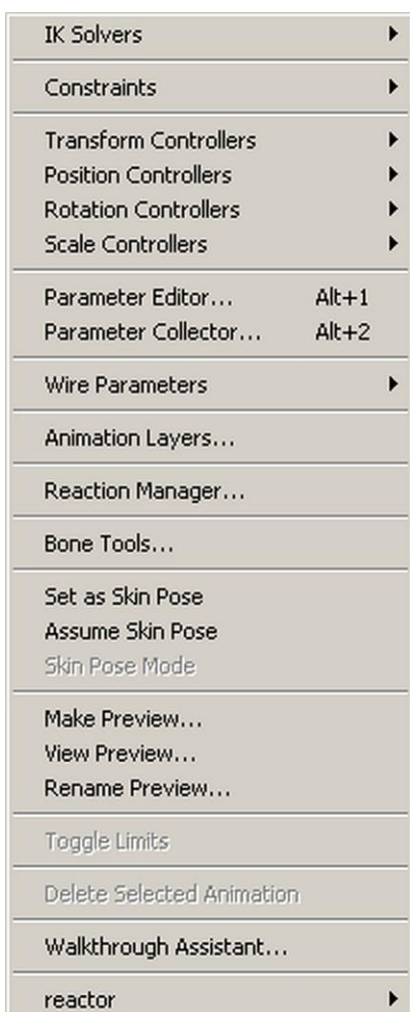 IK Solvers
Constraints
Transform Controllers
Position Controllers
Rotation Controllers
Scale Controllers
Parameter Editor... Alt+1
Parameter Collector... Alt+2
Wire Parameters
Animation Layers...
Reaction Manager...
Bone Tools...
Set as Skin Pose
Assume Skin Pose
Skin Pose Mode
Make Preview...
View Preview...
Rename Preview...
Toggle Limits
Delete Selected Animation
Walkthrough Assistant...
reactor